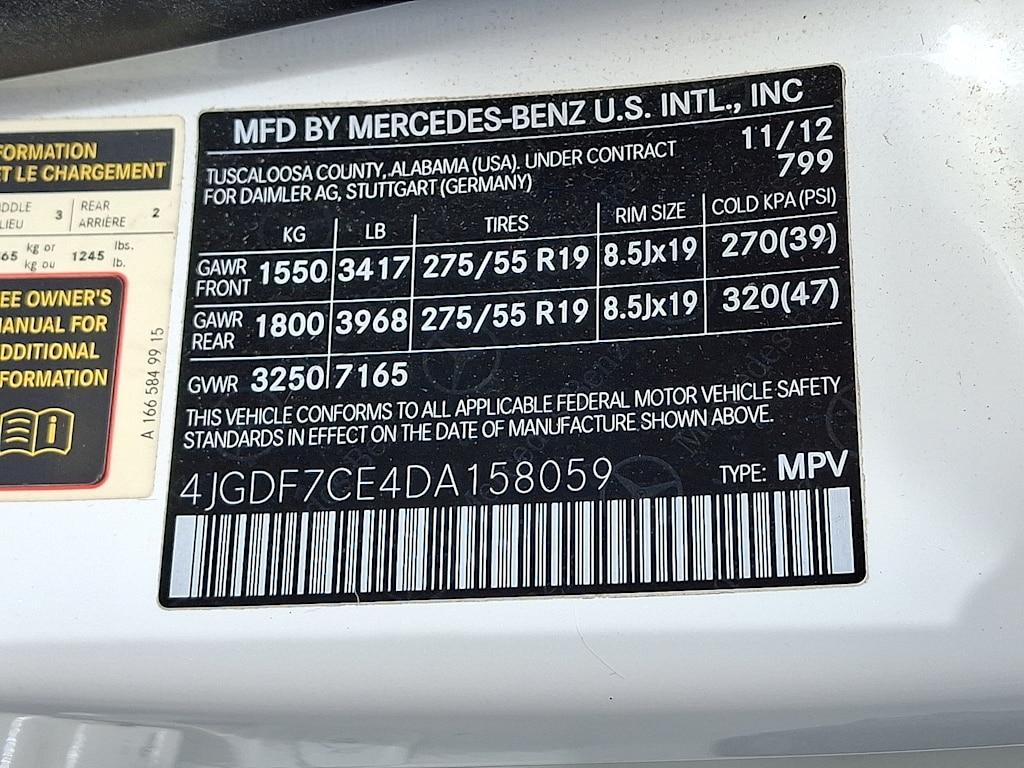 FORMATION
ET LE CHARGEMENT
3 REAR ARRIÈRE 2
kg or kg ou 1245 lbs. lb.
EE OWNER'S
MANUAL FOR
ADDITIONAL
FORMATION
A 166 584 99 15
MFD BY MERCEDES-BENZ U.S. INTL., INC
TUSCALOOSA COUNTY, ALABAMA (USA). UNDER CONTRACT
FOR DAIMLER AG, STUTTGART (GERMANY)
11/12
799
KG LB TIRES RIM SIZE COLD KPA (PSI)
GAWR FRONT 1550 3417 275/55 R19 8.5Jx19 270(39)
GAWR REAR 1800 3968 275/55 R19 8.5Jx19 320(47)
GVWR 3250 7165
THIS VEHICLE CONFORMS TO ALL APPLICABLE FEDERAL MOTOR VEHICLE SAFETY
STANDARDS IN EFFECT ON THE DATE OF MANUFACTURE SHOWN ABOVE.
4JGDF7CE4DA158059 TYPE: MPV